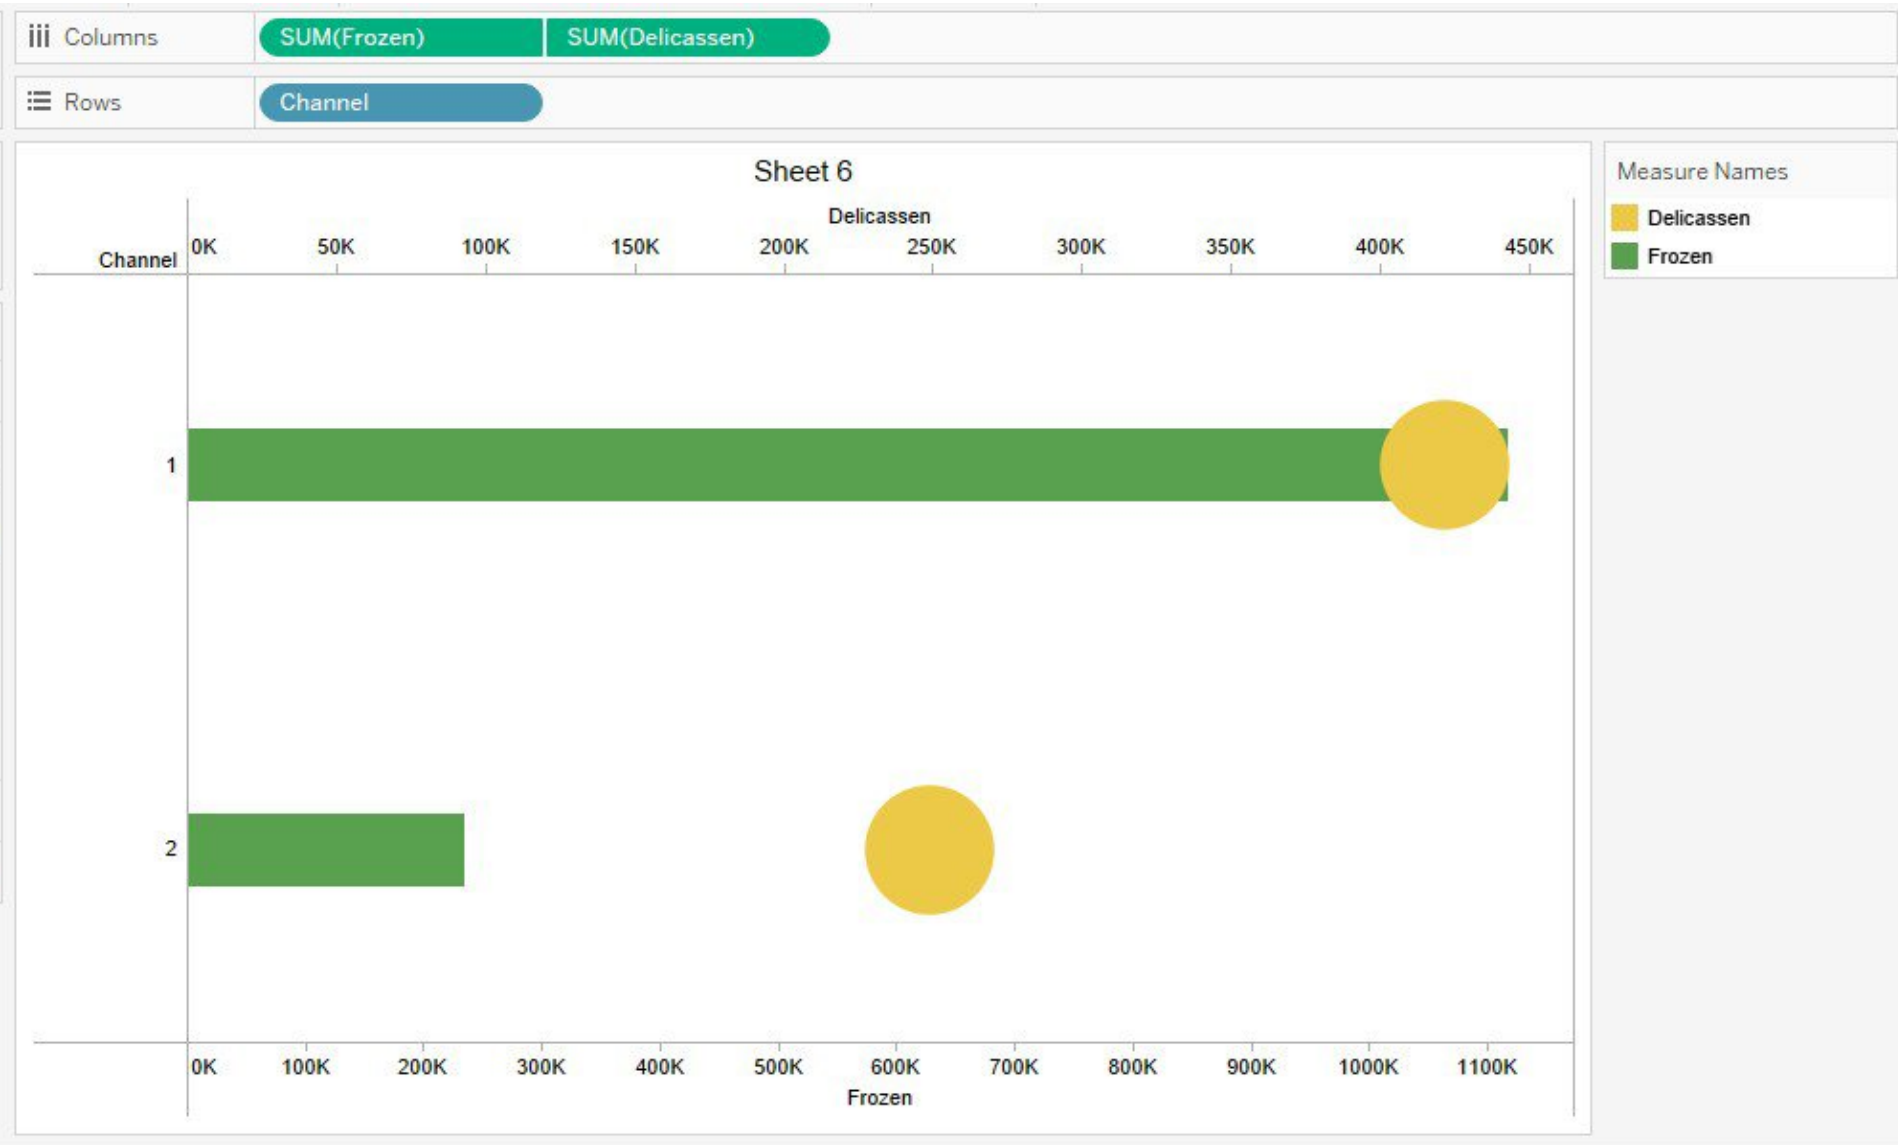 Columns SUM(Frozen) SUM(Delicassen)
Rows Channel
Sheet 6
Delicassen
Channel 0K 50K 100K 150K 200K 250K 300K 350K 400K 450K
1
2
0K 100K 200K 300K 400K 500K 600K 700K 800K 900K 1000K 1100K
Frozen
Measure Names
Delicassen
Frozen